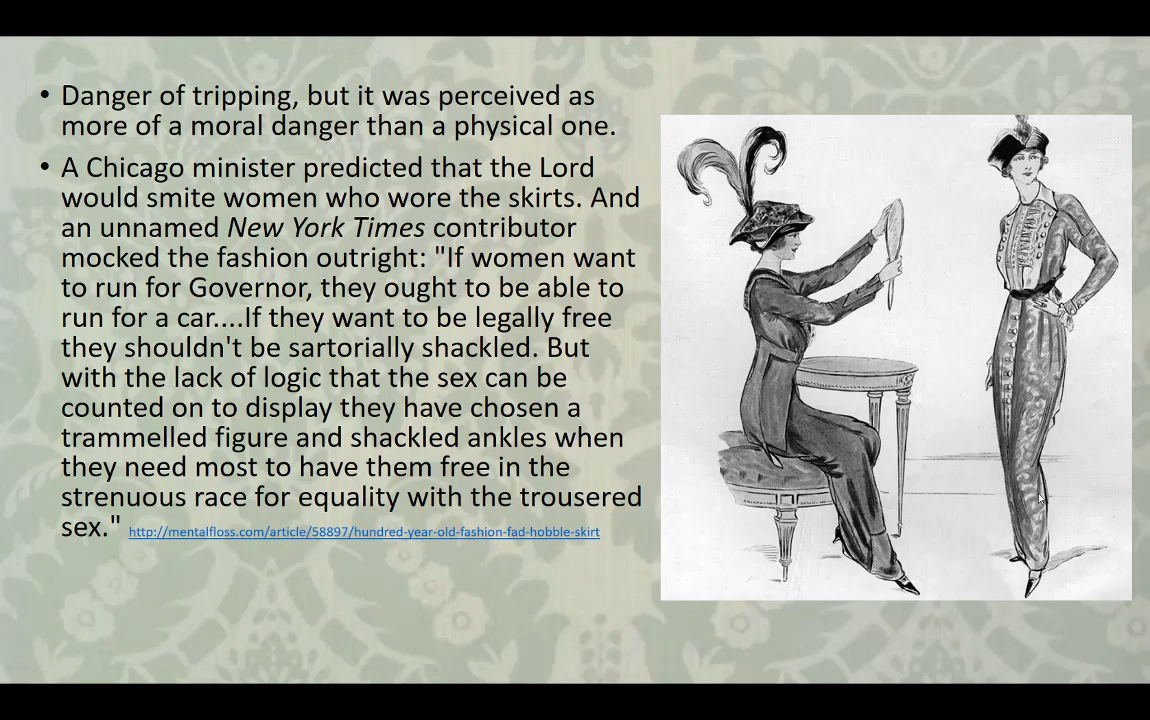 • Danger of tripping, but it was perceived as
more of a moral danger than a physical one.
• A Chicago minister predicted that the Lord
would smite women who wore the skirts. And
an unnamed New York Times contributor
mocked the fashion outright: "If women want
to run for Governor, they ought to be able to
run for a car....If they want to be legally free
they shouldn't be sartorially shackled. But
with the lack of logic that the sex can be
counted on to display they have chosen a
trammelled figure and shackled ankles when
they need most to have them free in the
strenuous race for equality with the trousered
sex." http://mentalfloss.com/article/58897/hundred-year-old-fashion-fad-hobble-skirt